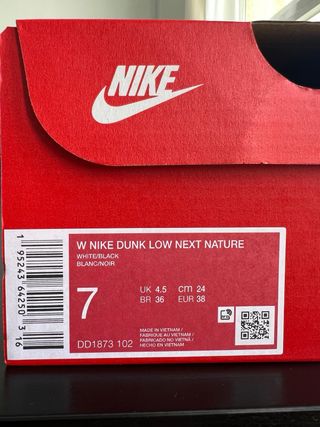 NIKE
W NIKE DUNK LOW NEXT NATURE
WHITE/BLACK
BLANC/NOIR
7
UK 4.5 cm 24
BR 36 EUR 38
MADE IN VIETNAM /
FABRIQUÉ AU VIETNAM /
FABRICADO NO VIETNÃ /
HECHO EN VIETNAM
DD1873 102
1 95243 64250 3 16